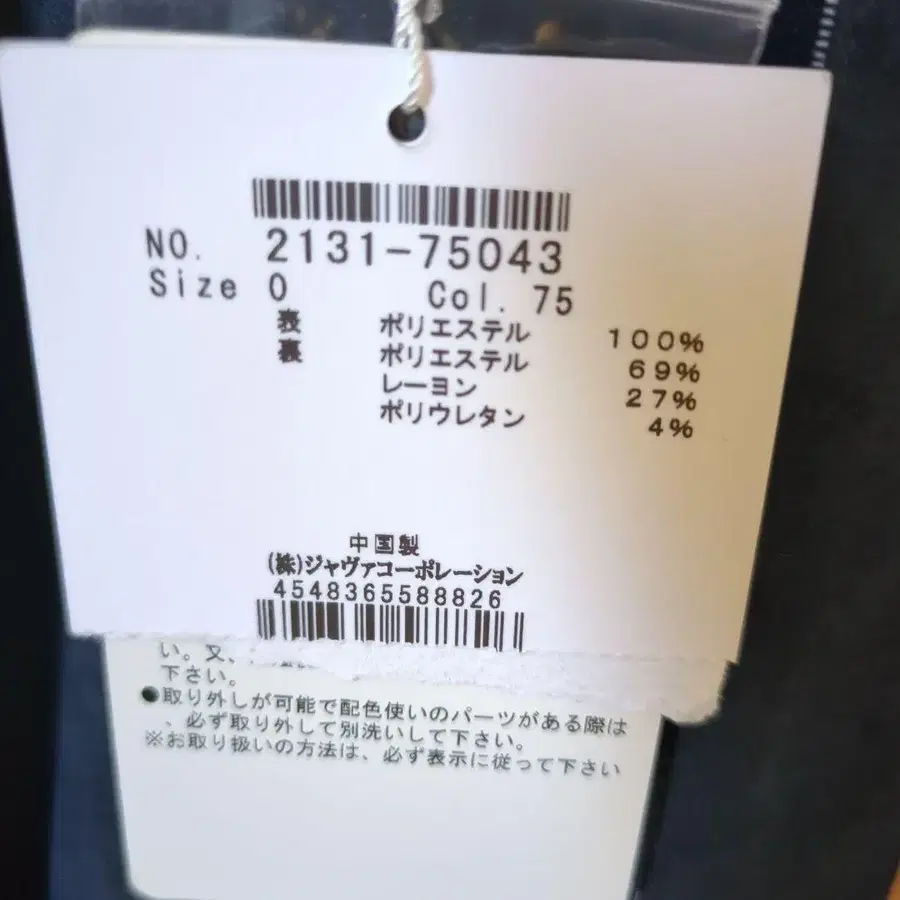 NO. 2131-75043
Size 0 Col. 75
表 ポリエステル 100%
裏 ポリエステル 69%
レーヨン 27%
ポリウレタン 4%
中国製
(株)ジャヴァコーポレーション
4548365588826
い。又、
下さい。
●取り外しが可能で配色使いのパーツがある際は
、必ず取り外して別洗いして下さい。
※お取り扱いの方法は、必ず表示に従って下さい